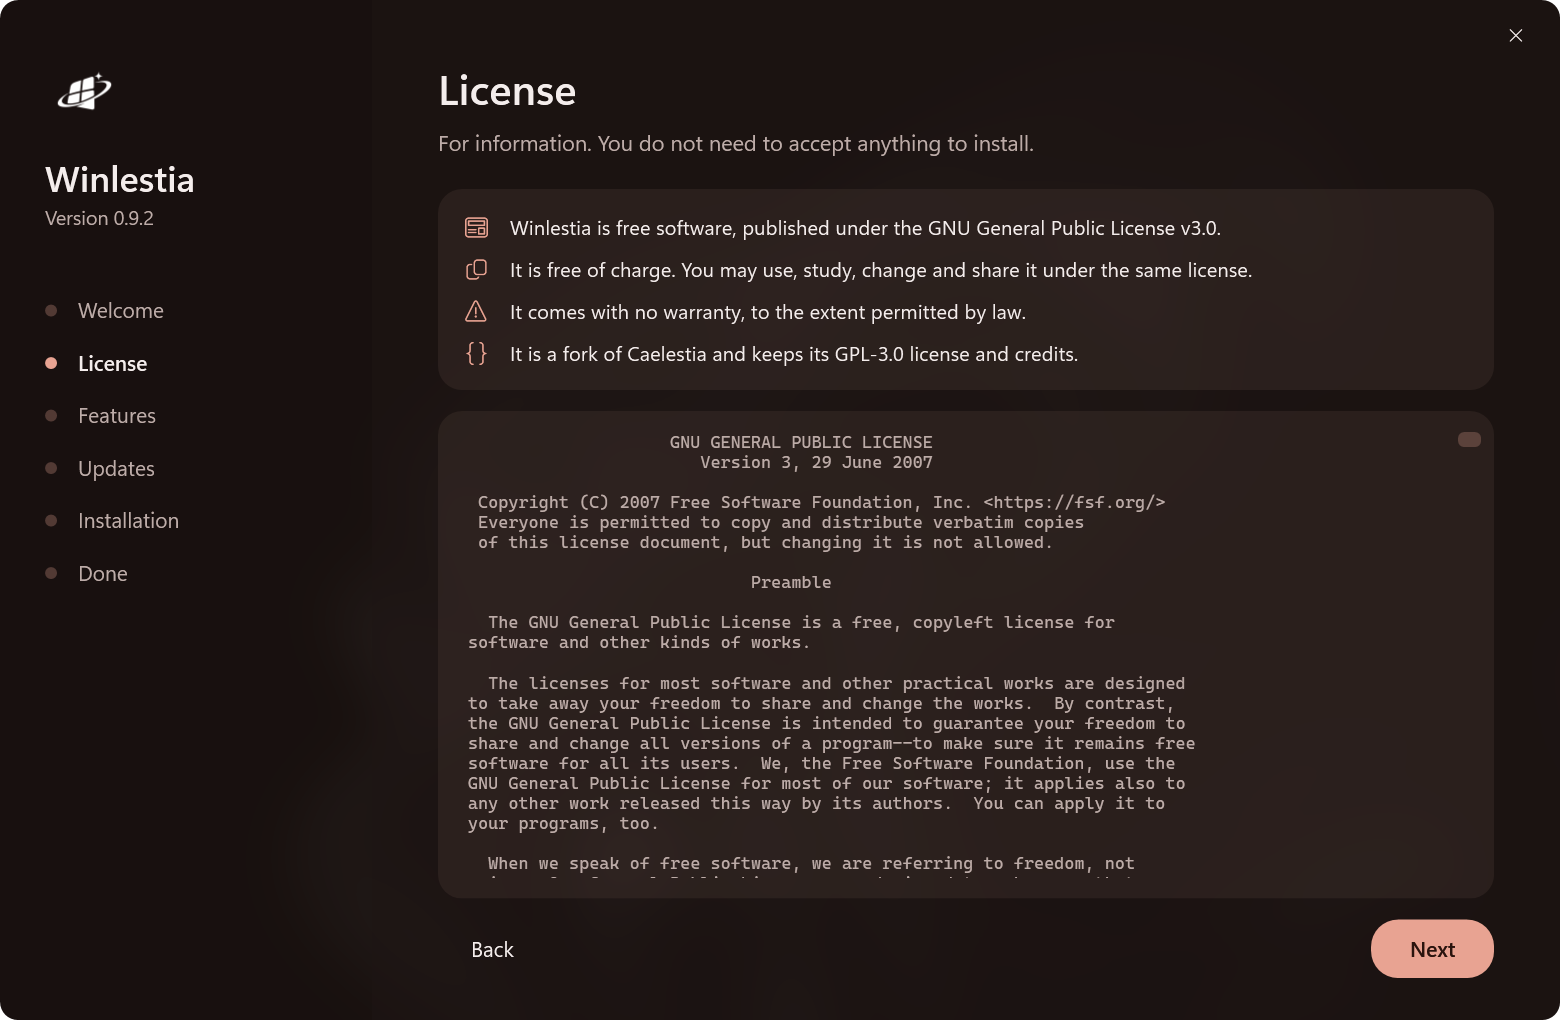 Winlestia
Version 0.9.2
Welcome
License
Features
Updates
Installation
Done
License
For information. You do not need to accept anything to install.
Winlestia is free software, published under the GNU General Public License v3.0.
It is free of charge. You may use, study, change and share it under the same license.
It comes with no warranty, to the extent permitted by law.
It is a fork of Caelestia and keeps its GPL-3.0 license and credits.
GNU GENERAL PUBLIC LICENSE
Version 3, 29 June 2007
Copyright (C) 2007 Free Software Foundation, Inc. <https://fsf.org/>
Everyone is permitted to copy and distribute verbatim copies
of this license document, but changing it is not allowed.
Preamble
The GNU General Public License is a free, copyleft license for
software and other kinds of works.
The licenses for most software and other practical works are designed
to take away your freedom to share and change the works.  By contrast,
the GNU General Public License is intended to guarantee your freedom to
share and change all versions of a program--to make sure it remains free
software for all its users.  We, the Free Software Foundation, use the
GNU General Public License for most of our software; it applies also to
any other work released this way by its authors.  You can apply it to
your programs, too.
When we speak of free software, we are referring to freedom, not
Back
Next